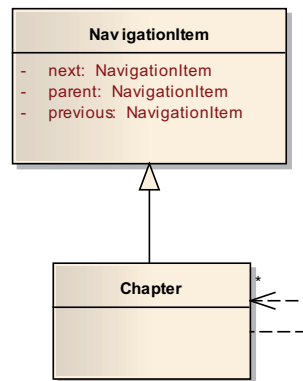 NavigationItem
- next: NavigationItem
- parent: NavigationItem
- previous: NavigationItem
*
Chapter